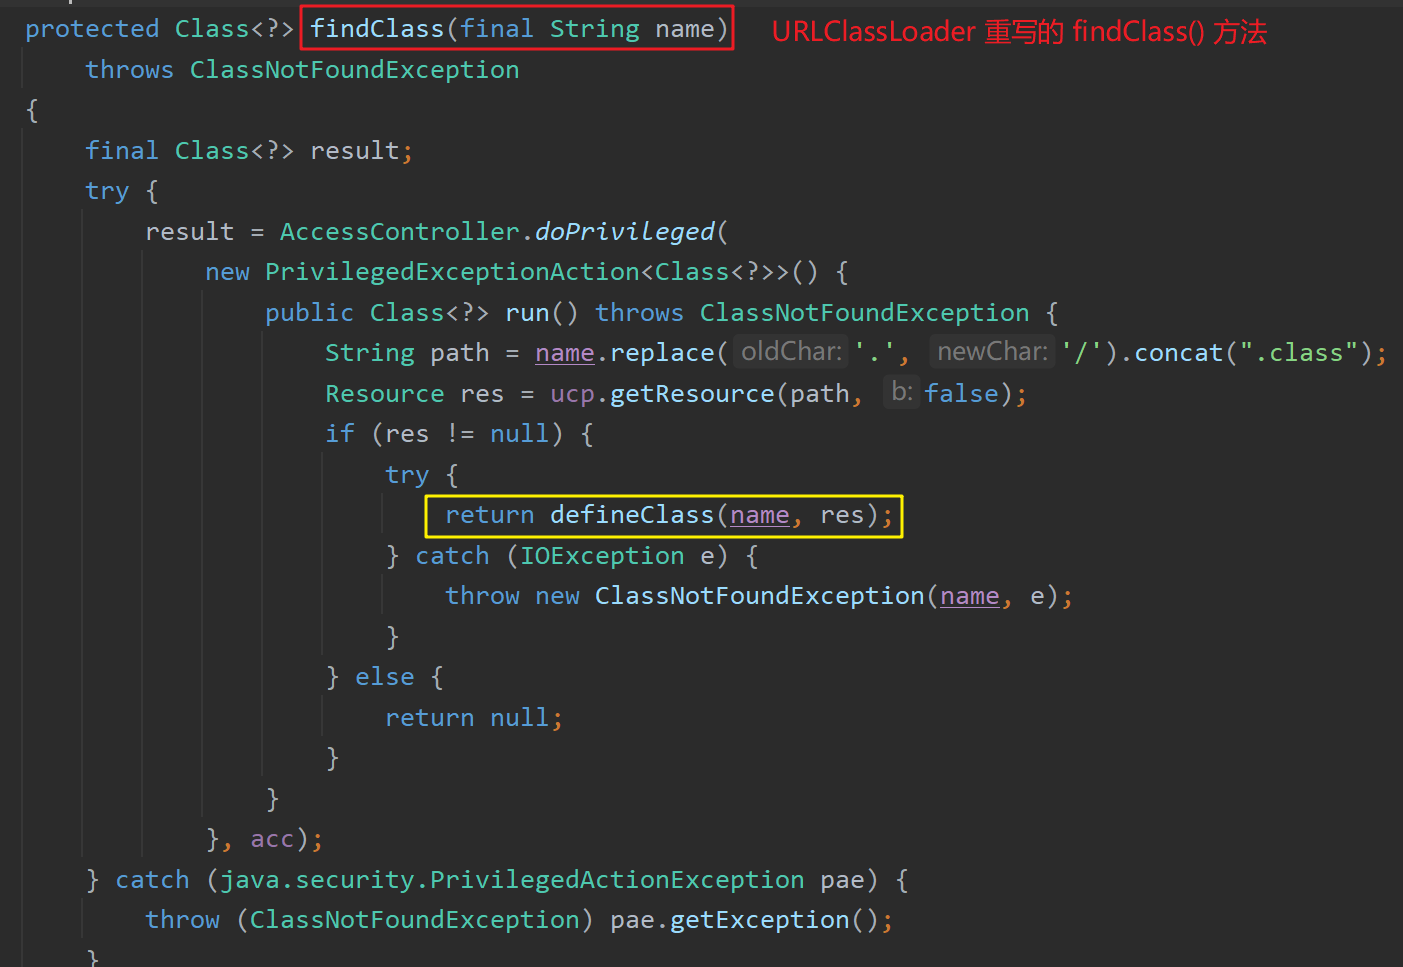 protected Class<?> findClass(final String name) URLClassLoader 重写的 findClass() 方法
    throws ClassNotFoundException
{
    final Class<?> result;
    try {
        result = AccessController.doPrivileged(
            new PrivilegedExceptionAction<Class<?>>() {
                public Class<?> run() throws ClassNotFoundException {
                    String path = name.replace( oldChar: '.', newChar: '/').concat(".class");
                    Resource res = ucp.getResource(path, b: false);
                    if (res != null) {
                        try {
                            return defineClass(name, res);
                        } catch (IOException e) {
                            throw new ClassNotFoundException(name, e);
                        }
                    } else {
                        return null;
                    }
                }
            }, acc);
    } catch (java.security.PrivilegedActionException pae) {
        throw (ClassNotFoundException) pae.getException();
    }